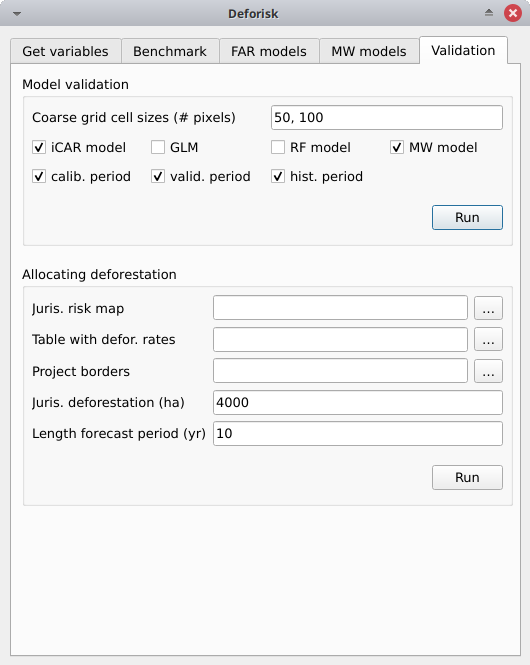 Deforisk
Get variables Benchmark FAR models MW models Validation
Model validation
Coarse grid cell sizes (# pixels) 50, 100
iCAR model GLM RF model MW model
calib. period valid. period hist. period
Run
Allocating deforestation
Juris. risk map ...
Table with defor. rates ...
Project borders ...
Juris. deforestation (ha) 4000
Length forecast period (yr) 10
Run